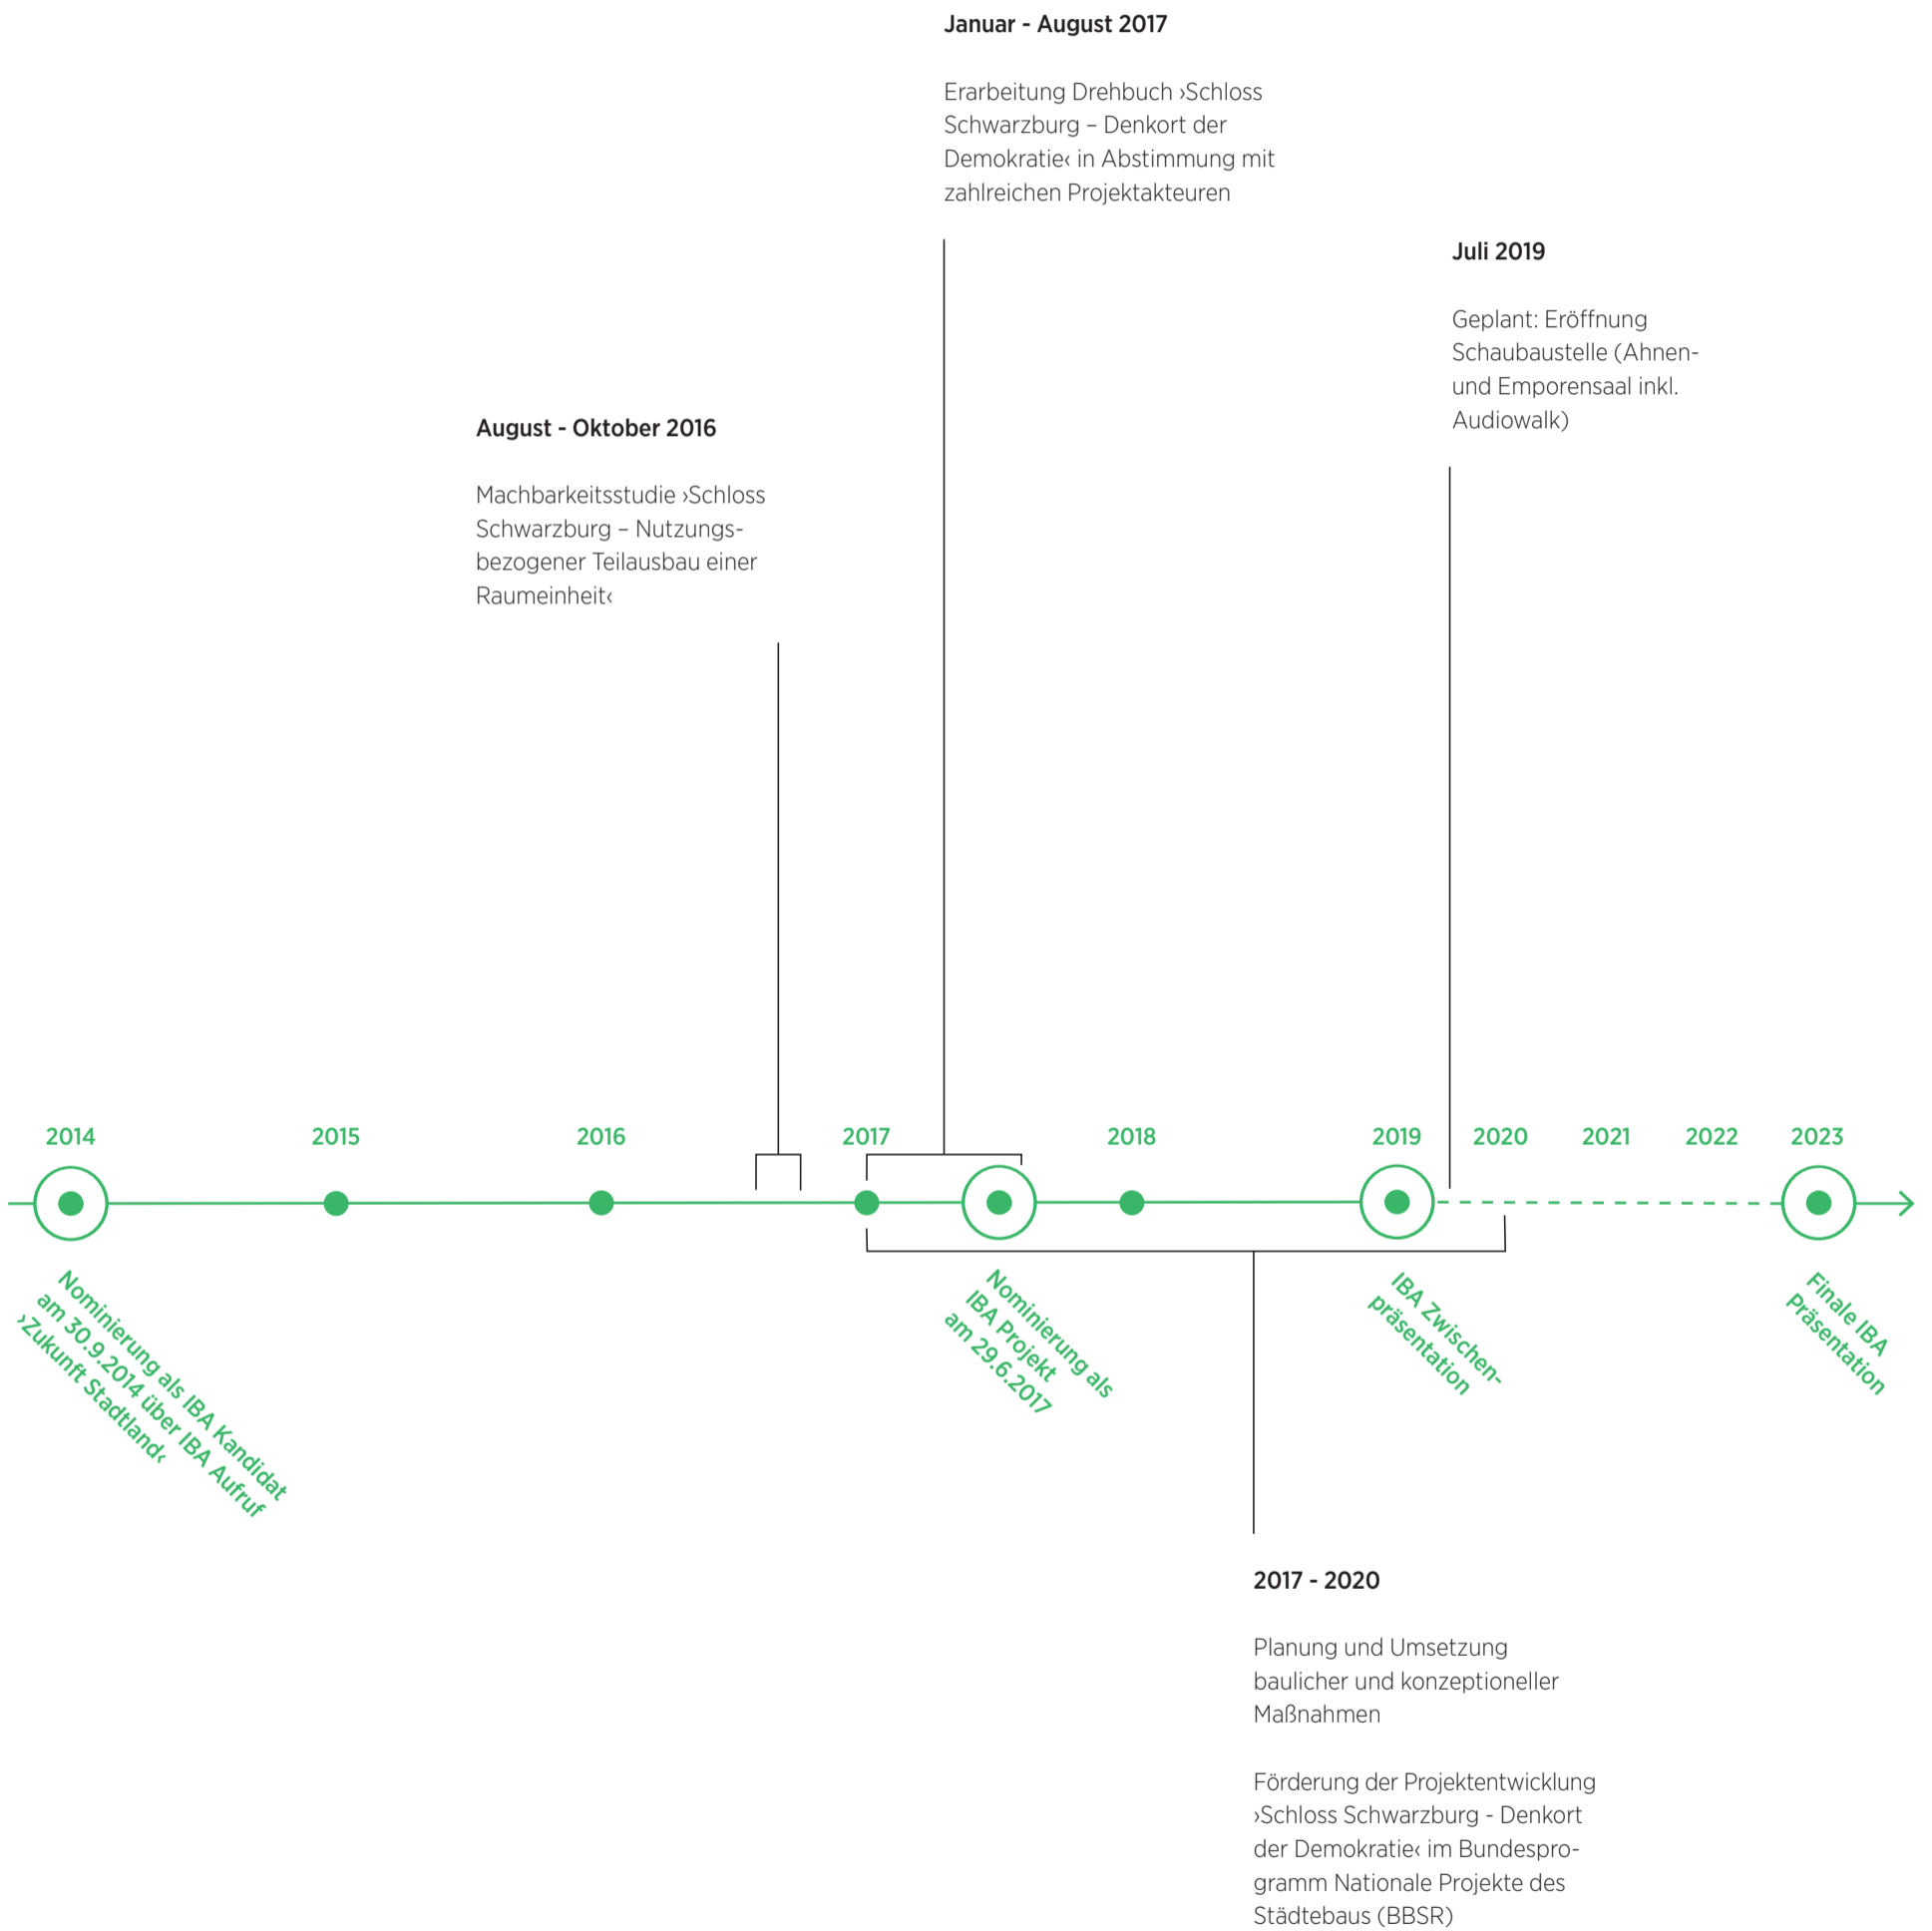 Januar - August 2017
Erarbeitung Drehbuch ›Schloss
Schwarzburg – Denkort der
Demokratie‹ in Abstimmung mit
zahlreichen Projektakteuren
Juli 2019
Geplant: Eröffnung
Schaubaustelle (Ahnen-
und Emporensaal inkl.
Audiowalk)
August - Oktober 2016
Machbarkeitsstudie ›Schloss
Schwarzburg – Nutzungs-
bezogener Teilausbau einer
Raumeinheit‹
2014 2015 2016 2017 2018 2019 2020 2021 2022 2023
Nominierung als IBA Kandidat
am 30.9.2014 über IBA Aufruf
›Zukunft Stadtland‹
Nominierung als
IBA Projekt
am 29.6.2017
IBA Zwischen-
präsentation
Finale IBA
Präsentation
2017 - 2020
Planung und Umsetzung
baulicher und konzeptioneller
Maßnahmen
Förderung der Projektentwicklung
›Schloss Schwarzburg - Denkort
der Demokratie‹ im Bundespro-
gramm Nationale Projekte des
Städtebaus (BBSR)